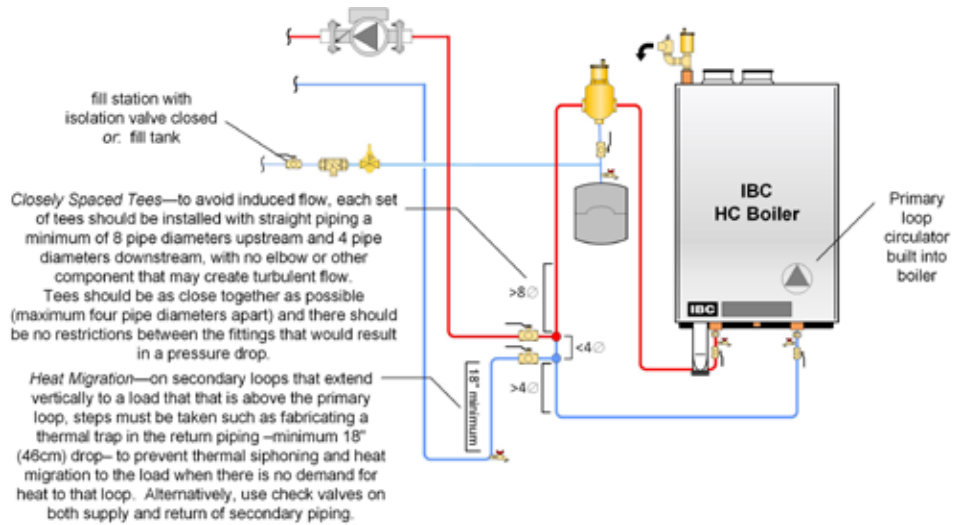 fill station with
isolation valve closed
or: fill tank
Closely Spaced Tees—to avoid induced flow, each set
of tees should be installed with straight piping a
minimum of 8 pipe diameters upstream and 4 pipe
diameters downstream, with no elbow or other
component that may create turbulent flow.
Tees should be as close together as possible
(maximum four pipe diameters apart) and there should
be no restrictions between the fittings that would result
in a pressure drop.
Heat Migration—on secondary loops that extend
vertically to a load that that is above the primary
loop, steps must be taken such as fabricating a
thermal trap in the return piping –minimum 18"
(46cm) drop– to prevent thermal siphoning and heat
migration to the load when there is no demand for
heat to that loop. Alternatively, use check valves on
both supply and return of secondary piping.
18" minimum
>8∅
<4∅
>4∅
IBC
HC Boiler
IBC
Primary
loop
circulator
built into
boiler